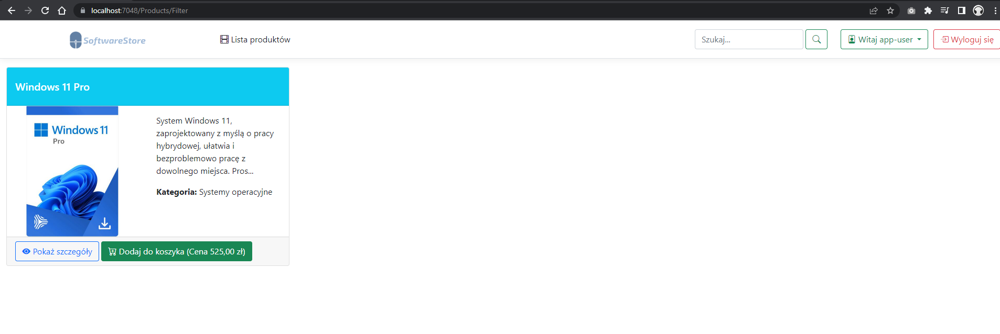 localhost:7048/Products/Filter
SoftwareStore
Lista produktów
Szukaj...
Witaj app-user
Wyloguj się
Windows 11 Pro
Windows 11
Pro
System Windows 11,
zaprojektowany z myślą o pracy
hybrydowej, ułatwia i
bezproblemowo pracę z
dowolnego miejsca. Pros...
Kategoria: Systemy operacyjne
Pokaż szczegóły
Dodaj do koszyka (Cena 525,00 zł)